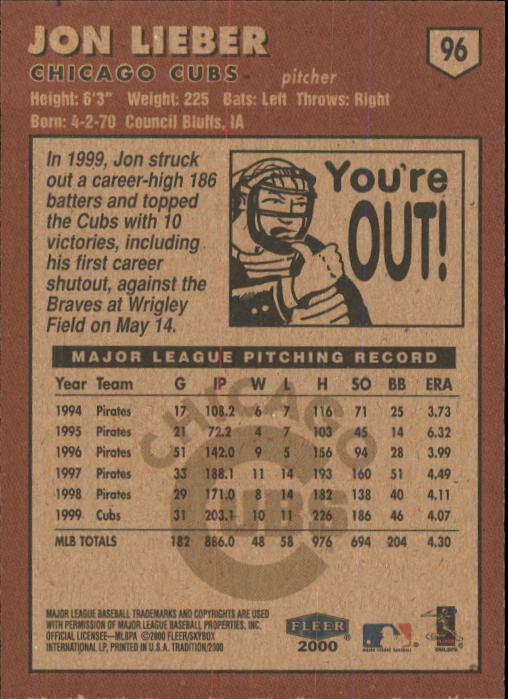 JON LIEBER
96
CHICAGO CUBS pitcher
Height: 6'3" Weight: 225 Bats: Left Throws: Right
Born: 4-2-70 Council Bluffs, IA
In 1999, Jon struck
out a career-high 186
batters and topped
the Cubs with 10
victories, including
his first career
shutout, against the
Braves at Wrigley
Field on May 14.
You're
OUT!
MAJOR LEAGUE PITCHING RECORD
Year Team G IP W L H SO BB ERA
1994 Pirates 17 108.2 6 7 116 71 25 3.73
1995 Pirates 21 72.2 4 7 103 45 14 6.32
1996 Pirates 51 142.0 9 5 156 94 28 3.99
1997 Pirates 33 188.1 11 14 193 160 51 4.49
1998 Pirates 29 171.0 8 14 182 138 40 4.11
1999 Cubs 31 203.1 10 11 226 186 46 4.07
MLB TOTALS 182 886.0 48 58 976 694 204 4.30
CHICAGO
CUBS
MAJOR LEAGUE BASEBALL TRADEMARKS AND COPYRIGHTS ARE USED
WITH PERMISSION OF MAJOR LEAGUE BASEBALL PROPERTIES, INC.
OFFICIAL LICENSEE—MLBPA ©2000 FLEER/SKYBOX
INTERNATIONAL LP, PRINTED IN U.S.A. TRADITION/2000
FLEER
2000
MAJOR LEAGUE BASEBALL